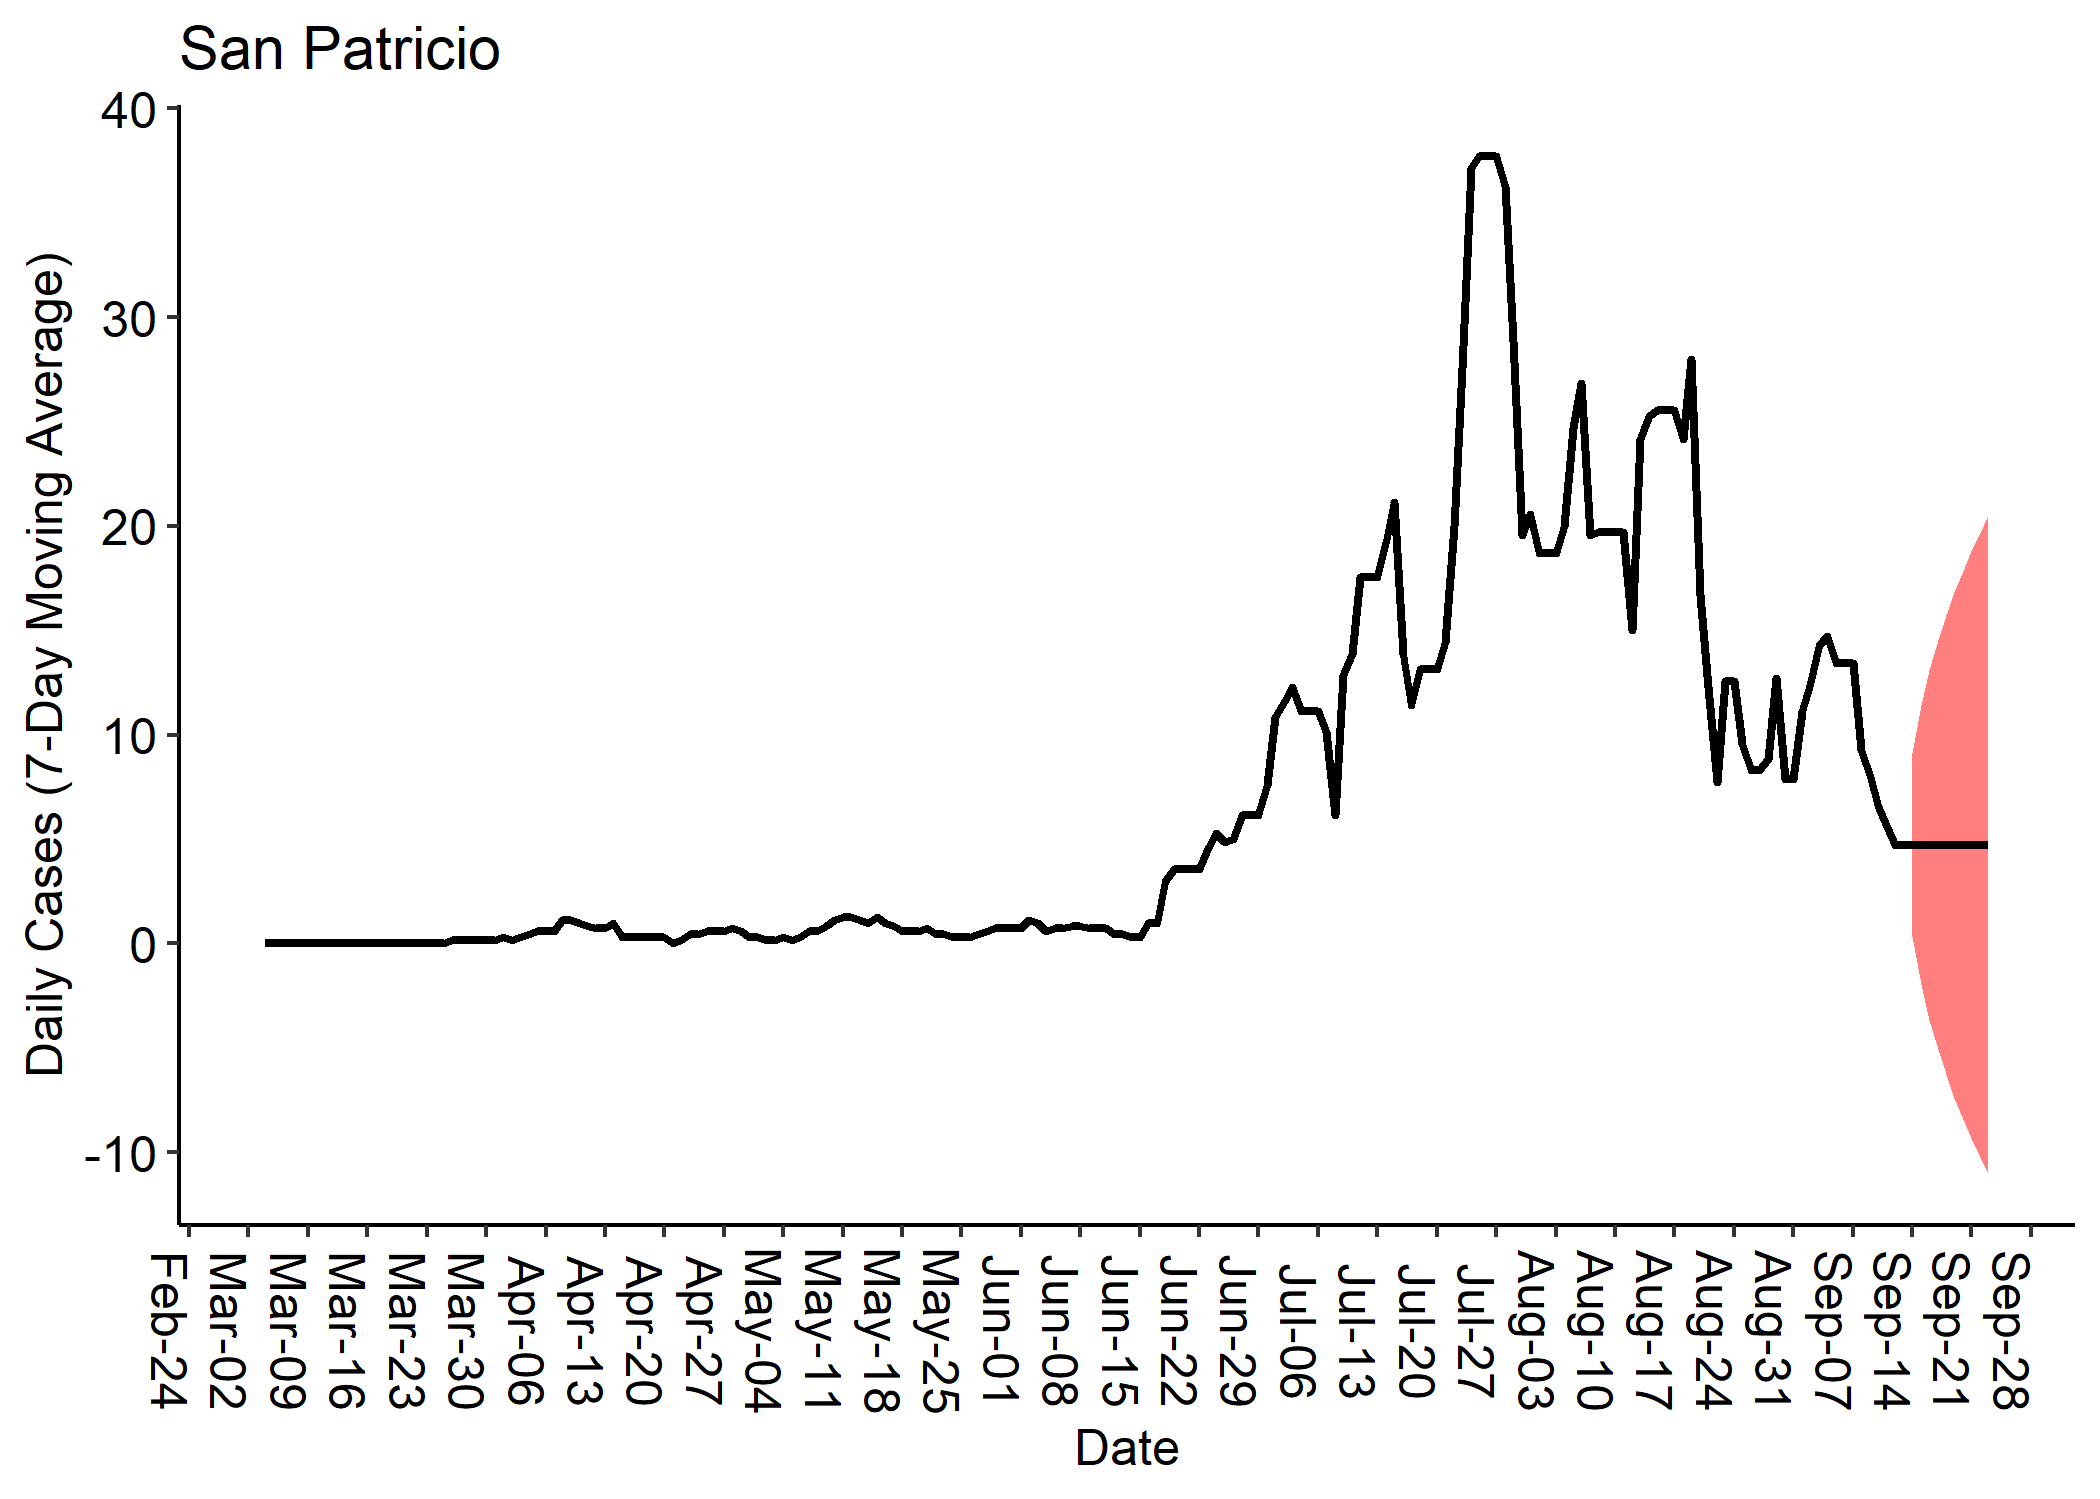 San Patricio
40
30
20
10
0
-10
Daily Cases (7-Day Moving Average)
Feb-24
Mar-02
Mar-09
Mar-16
Mar-23
Mar-30
Apr-06
Apr-13
Apr-20
Apr-27
May-04
May-11
May-18
May-25
Jun-01
Jun-08
Jun-15
Jun-22
Jun-29
Jul-06
Jul-13
Jul-20
Jul-27
Aug-03
Aug-10
Aug-17
Aug-24
Aug-31
Sep-07
Sep-14
Sep-21
Sep-28
Date